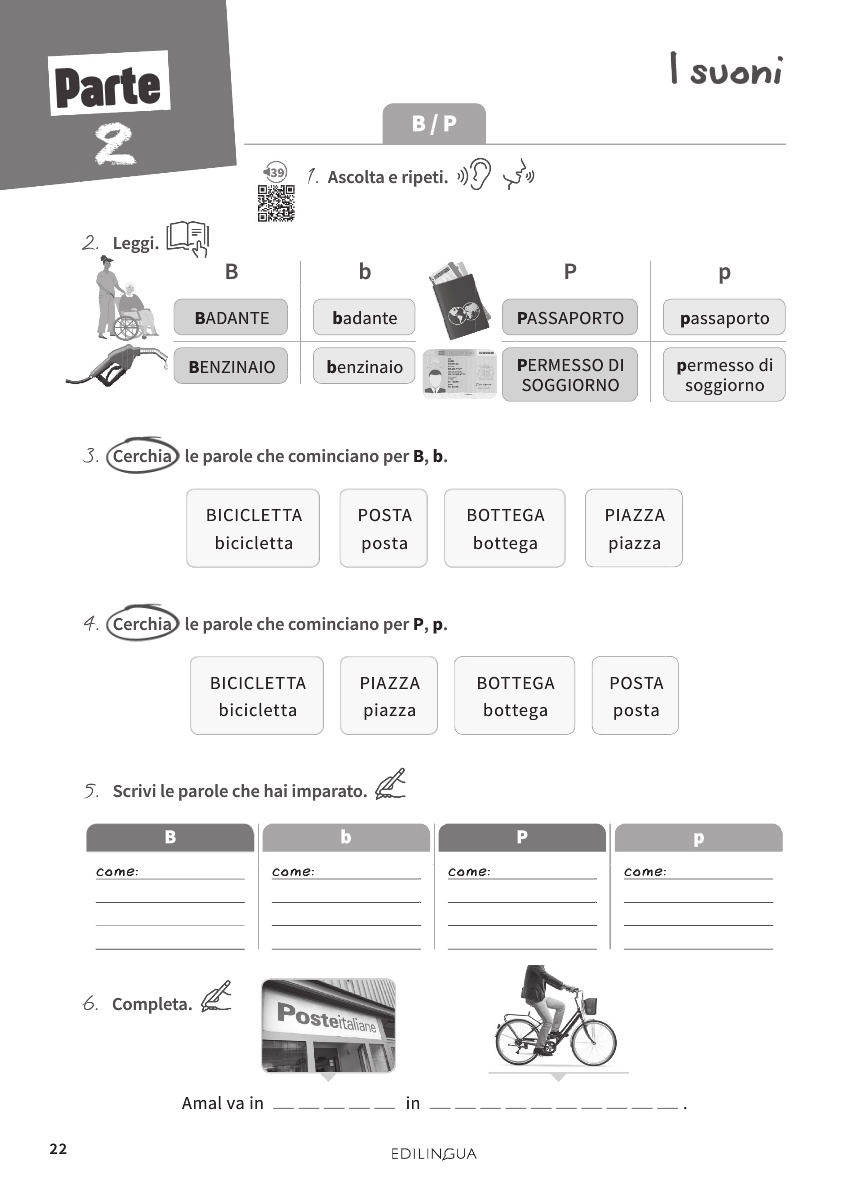 Parte
2
I suoni
B / P
39
1. Ascolta e ripeti.
2. Leggi.
B b P p
BADANTE badante PASSAPORTO passaporto
BENZINAIO benzinaio PERMESSO DI SOGGIORNO permesso di soggiorno
3. Cerchia le parole che cominciano per B, b.
BICICLETTA POSTA BOTTEGA PIAZZA
bicicletta posta bottega piazza
4. Cerchia le parole che cominciano per P, p.
BICICLETTA PIAZZA BOTTEGA POSTA
bicicletta piazza bottega posta
5. Scrivi le parole che hai imparato.
B b P p
come: come: come: come:
6. Completa.
Posteitaliane
Amal va in _ _ _ _ _ in _ _ _ _ _ _ _ _ _ _ .
22
EDILINGUA